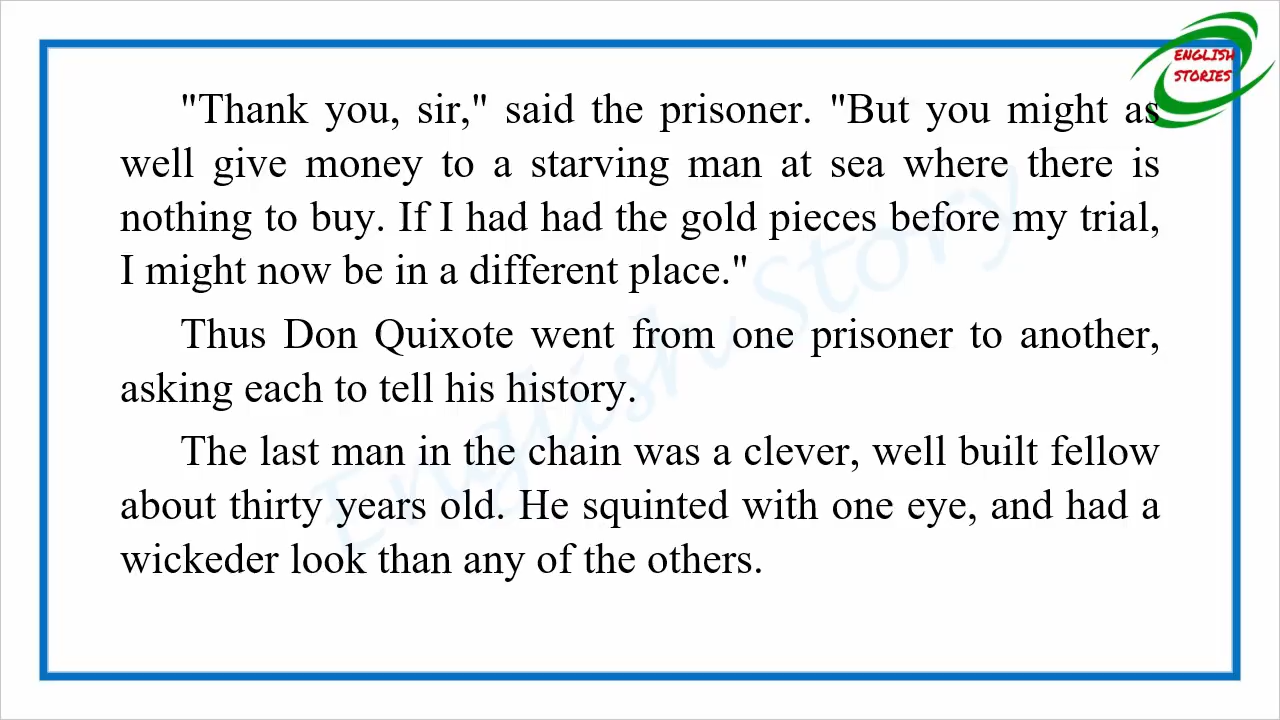 ENGLISH
STORIES
"Thank you, sir," said the prisoner. "But you might as
well give money to a starving man at sea where there is
nothing to buy. If I had had the gold pieces before my trial,
I might now be in a different place."
Thus Don Quixote went from one prisoner to another,
asking each to tell his history.
The last man in the chain was a clever, well built fellow
about thirty years old. He squinted with one eye, and had a
wickeder look than any of the others.
English Story